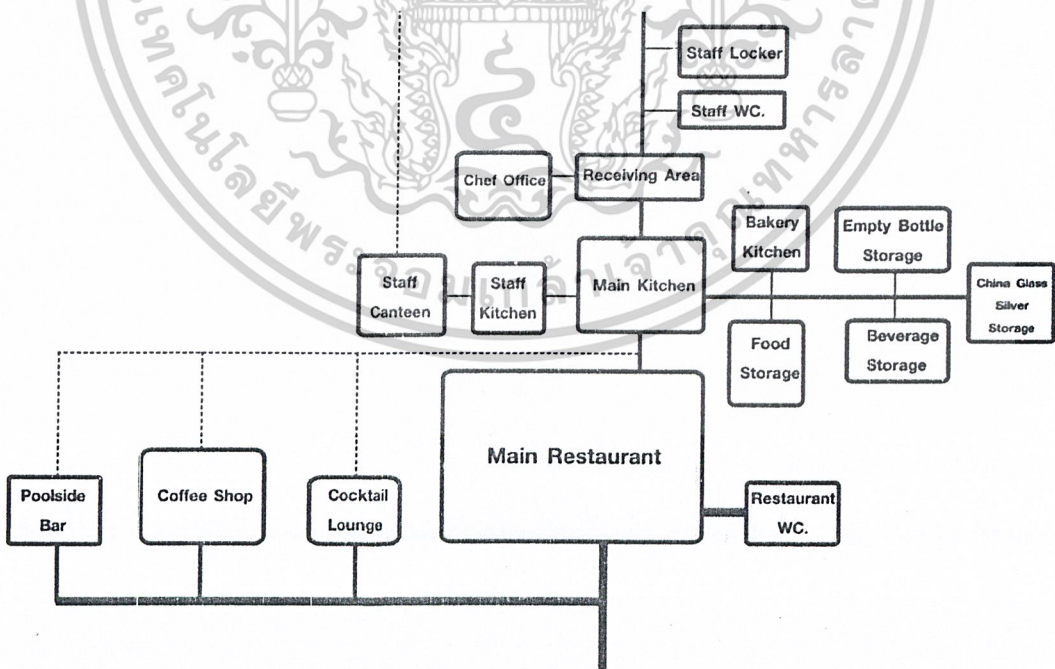 Staff Locker
Staff WC.
Chef Office
Receiving Area
Bakery
Kitchen
Empty Bottle
Storage
Staff
Canteen
Staff
Kitchen
Main Kitchen
China Glass
Silver
Storage
Food
Storage
Beverage
Storage
Main Restaurant
Poolside
Bar
Coffee Shop
Cocktail
Lounge
Restaurant
WC.